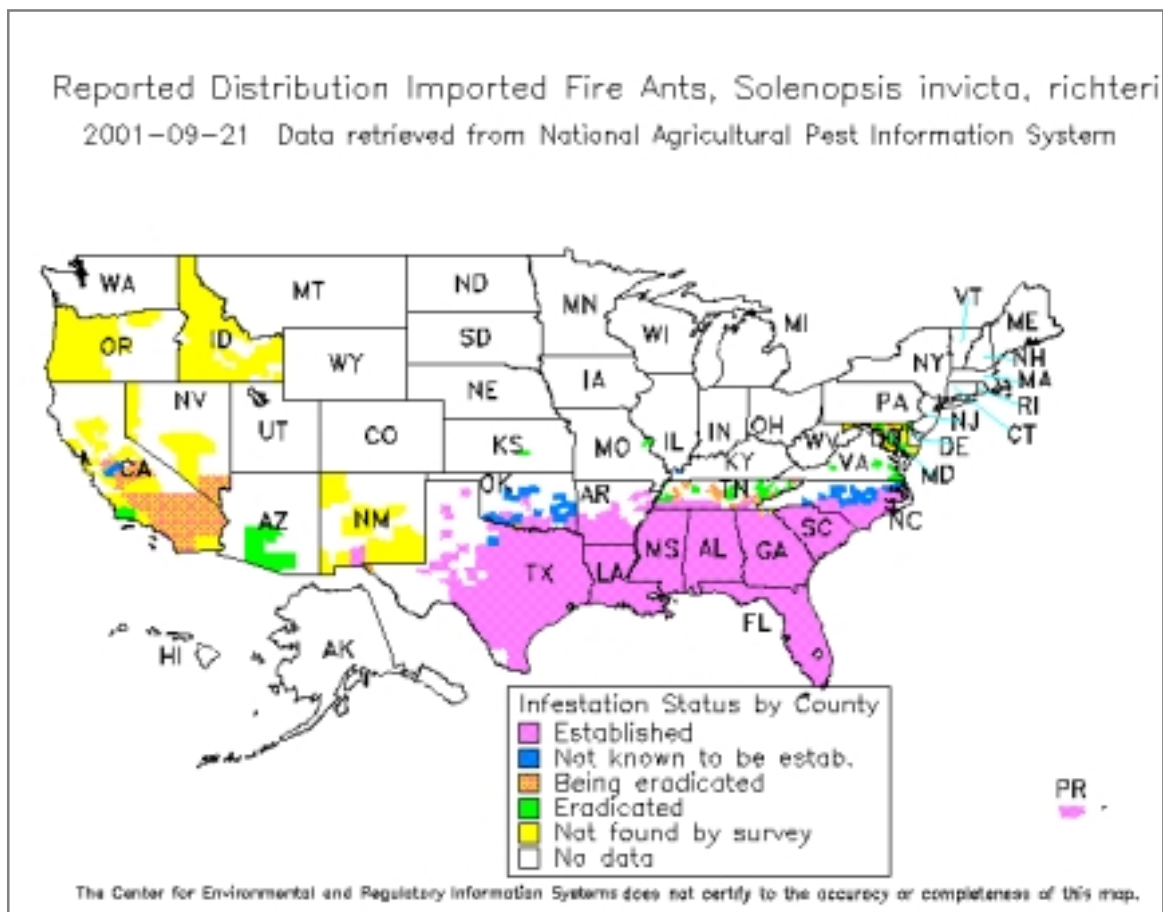 Reported Distribution Imported Fire Ants, Solenopsis invicta, richteri
2001-09-21 Data retrieved from National Agricultural Pest Information System
WA
MT
ND
MN
VT
ME
OR
ID
SD
WI
MI
NY
NH
WY
MA
IA
NE
PA
RI
NV
NJ
CT
UT
CO
IL
IN
OH
DE
KS
MO
WV
VA
MD
CA
KY
OK
AR
TN
NC
AZ
NM
SC
MS
AL
GA
TX
LA
FL
HI
AK
Infestation Status by County
Established
Not known to be estab.
Being eradicated
Eradicated
Not found by survey
No data
PR
The Center for Environmental and Regulatory Information Systems does not certify to the accuracy or completeness of this map.